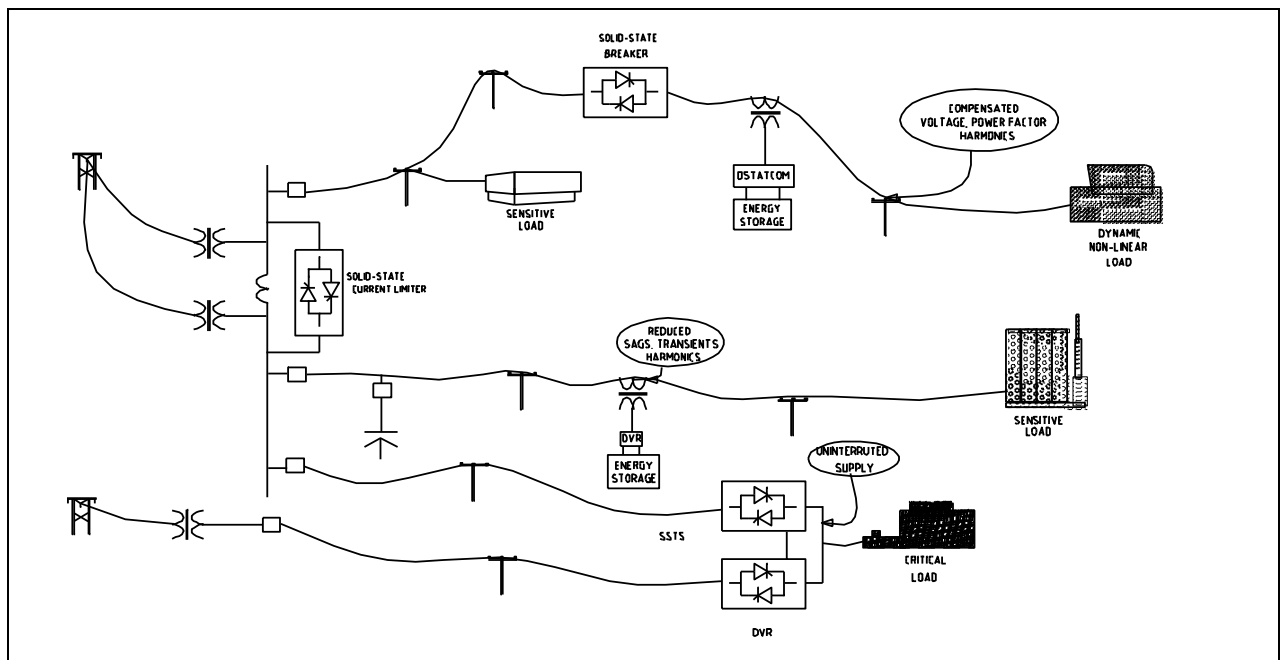 SOLID-STATE
BREAKER
COMPENSATED
VOLTAGE, POWER FACTOR
HARMONICS
DSTATCOM
ENERGY
STORAGE
SENSITIVE
LOAD
DYNAMIC
NON-LINEAR
LOAD
SOLID-STATE
CURRENT LIMITER
REDUCED
SAGS, TRANSIENTS
HARMONICS
SENSITIVE
LOAD
DVR
ENERGY
STORAGE
UNINTERRUTED
SUPPLY
SSTS
CRITICAL
LOAD
DVR